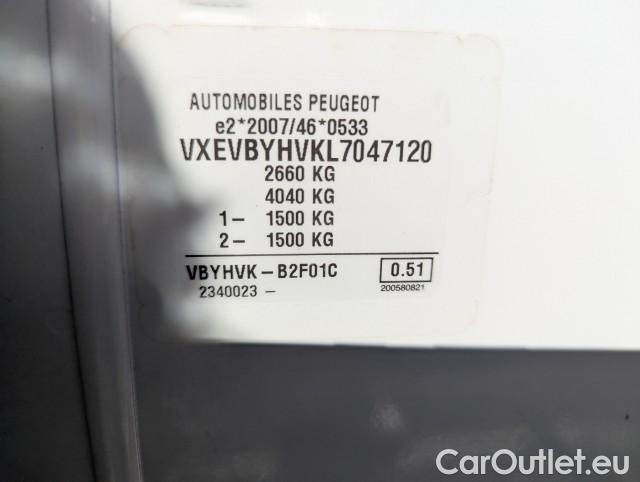 AUTOMOBILES PEUGEOT
e2*2007/46*0533
VXEVBYHVKL7047120
2660 KG
4040 KG
1– 1500 KG
2– 1500 KG
VBYHVK – B2F01C 0.51
2340023 – 200580821
CarOutlet.eu